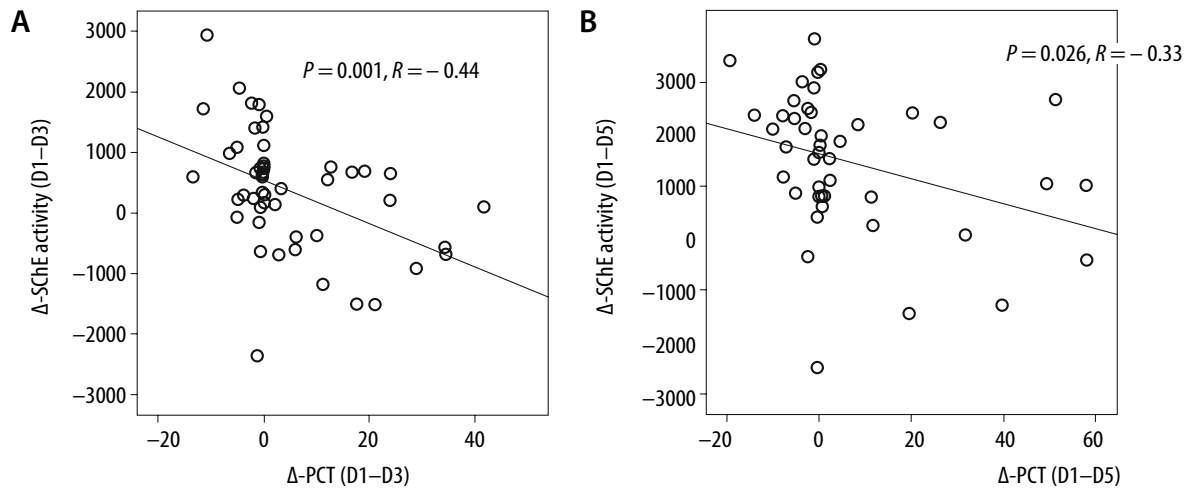 A
P = 0.001, R = – 0.44
Δ-SChE activity (D1–D3)
3000
2000
1000
0
–1000
–2000
–3000
–20 0 20 40
Δ-PCT (D1–D3)
B
P = 0.026, R = – 0.33
Δ-SChE activity (D1–D5)
3000
2000
1000
0
–1000
–2000
–3000
–20 0 20 40 60
Δ-PCT (D1–D5)